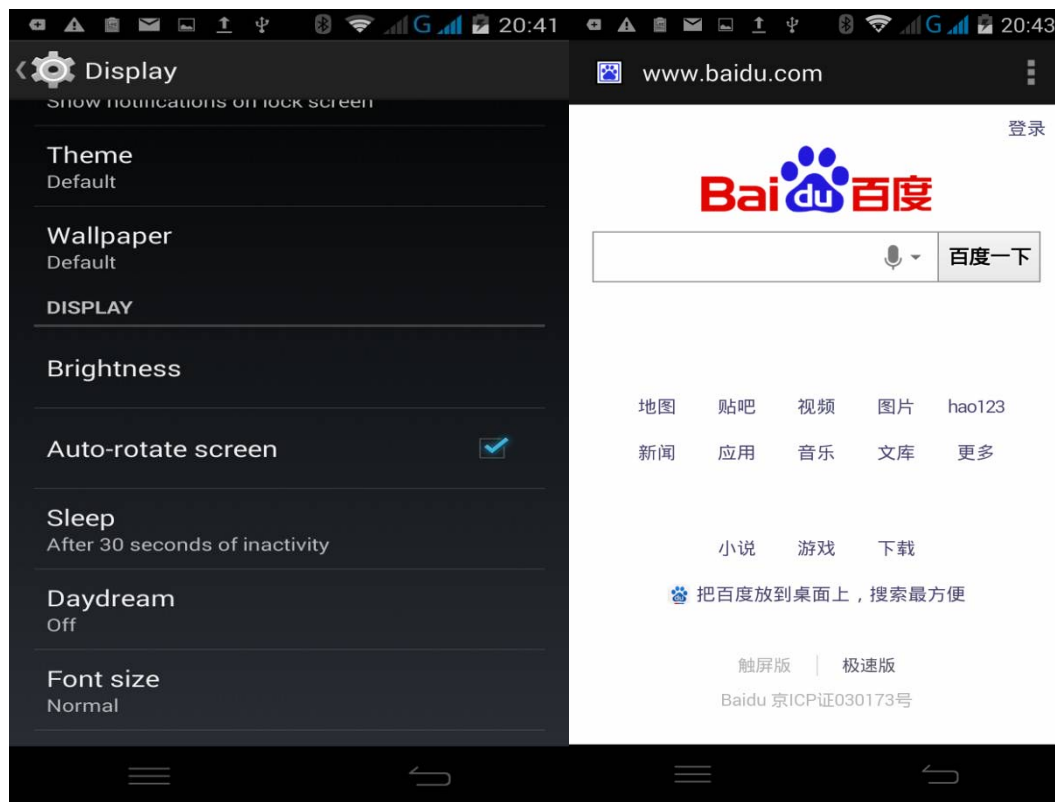 G 20:41
Display
Show notifications on lock screen
Theme
Default
Wallpaper
Default
DISPLAY
Brightness
Auto-rotate screen
Sleep
After 30 seconds of inactivity
Daydream
Off
Font size
Normal
G 20:43
www.baidu.com
登录
Bai du 百度
百度一下
地图 贴吧 视频 图片 hao123
新闻 应用 音乐 文库 更多
小说 游戏 下载
把百度放到桌面上，搜索最方便
触屏版 | 极速版
Baidu 京ICP证030173号